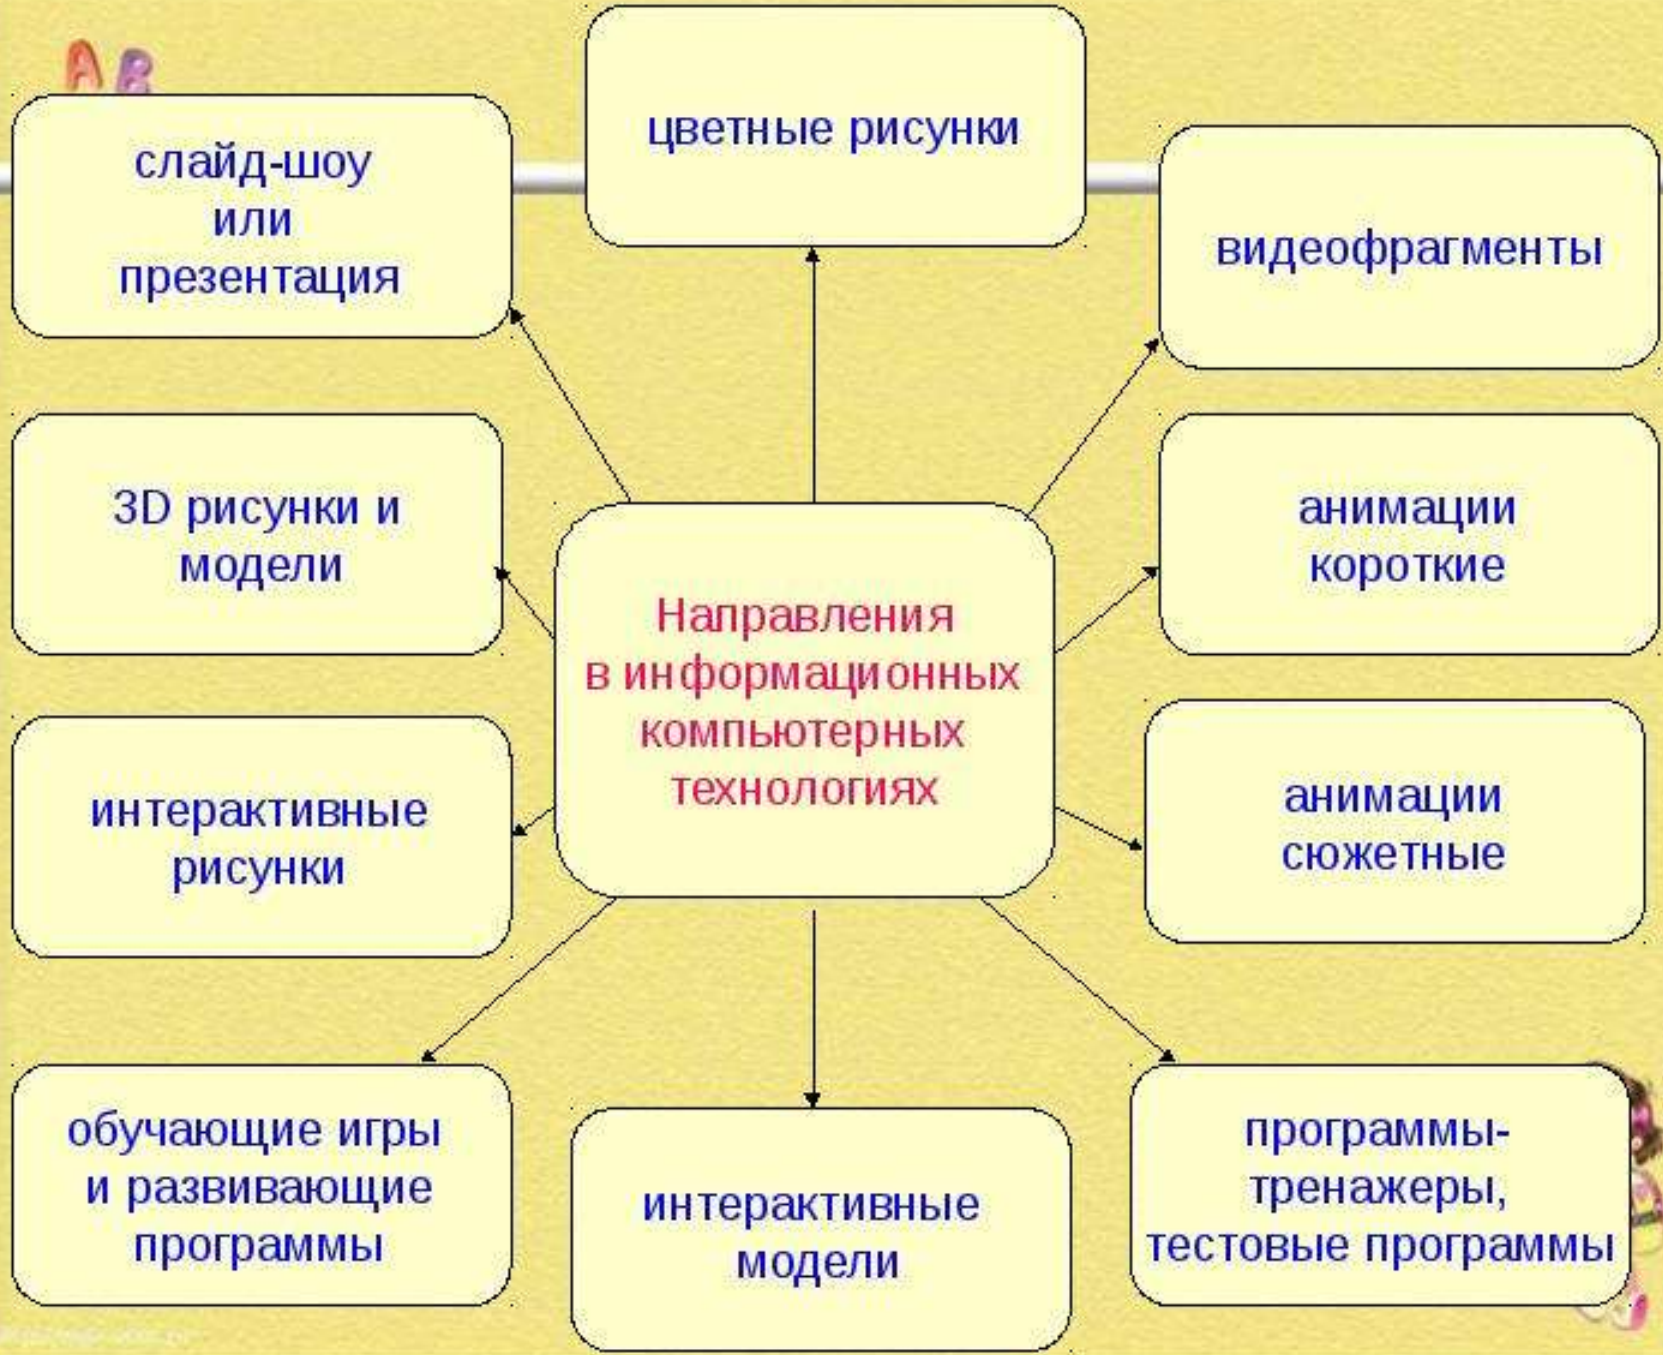 A B
цветные рисунки
слайд-шоу
или
презентация
видеофрагменты
3D рисунки и
модели
анимации
короткие
Направления
в информационных
компьютерных
технологиях
интерактивные
рисунки
анимации
сюжетные
обучающие игры
и развивающие
программы
интерактивные
модели
программы-
тренажеры,
тестовые программы